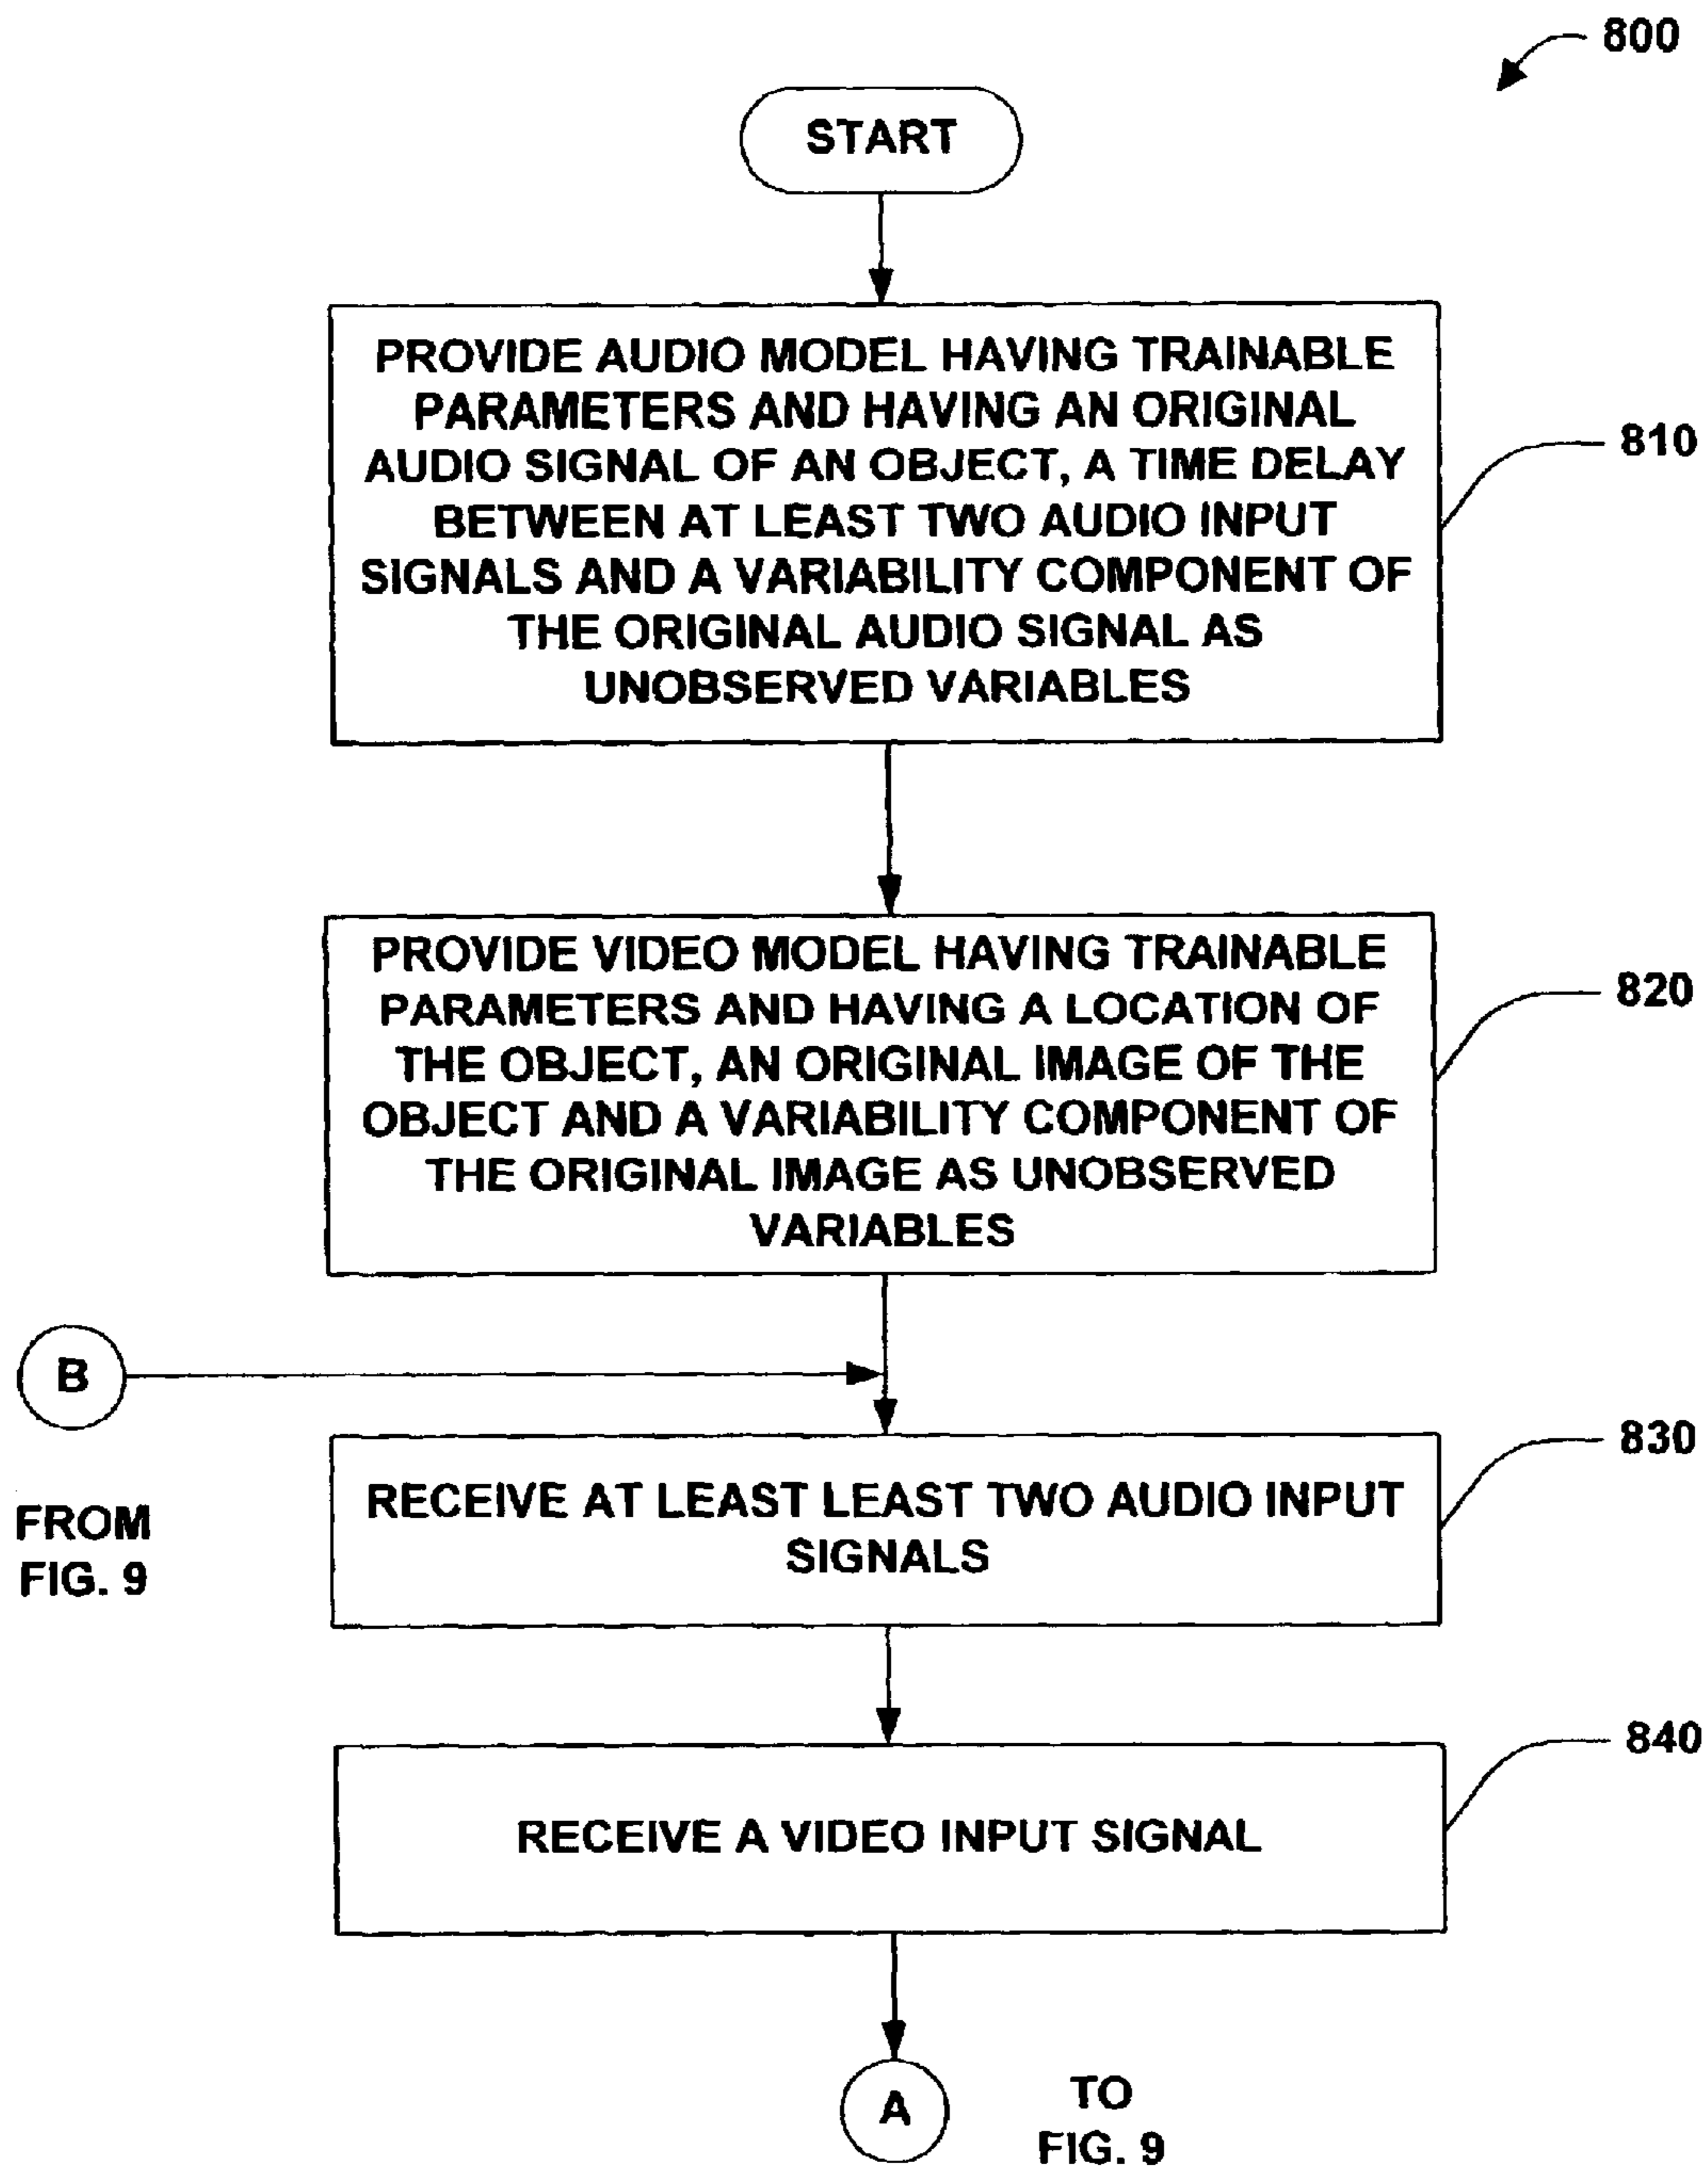 800
START
PROVIDE AUDIO MODEL HAVING TRAINABLE
PARAMETERS AND HAVING AN ORIGINAL
AUDIO SIGNAL OF AN OBJECT, A TIME DELAY
BETWEEN AT LEAST TWO AUDIO INPUT
SIGNALS AND A VARIABILITY COMPONENT OF
THE ORIGINAL AUDIO SIGNAL AS
UNOBSERVED VARIABLES
810
PROVIDE VIDEO MODEL HAVING TRAINABLE
PARAMETERS AND HAVING A LOCATION OF
THE OBJECT, AN ORIGINAL IMAGE OF THE
OBJECT AND A VARIABILITY COMPONENT OF
THE ORIGINAL IMAGE AS UNOBSERVED
VARIABLES
820
B
FROM
FIG. 9
RECEIVE AT LEAST LEAST TWO AUDIO INPUT
SIGNALS
830
RECEIVE A VIDEO INPUT SIGNAL
840
A
TO
FIG. 9